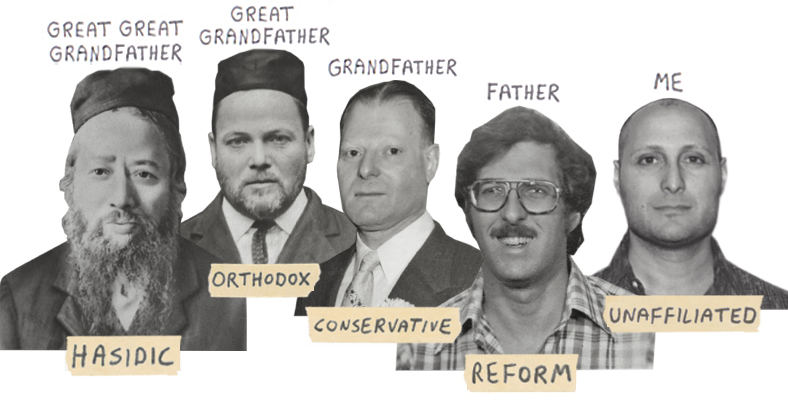 GREAT GREAT
GRANDFATHER
GREAT
GRANDFATHER
GRANDFATHER
FATHER
ME
HASIDIC
ORTHODOX
CONSERVATIVE
REFORM
UNAFFILIATED